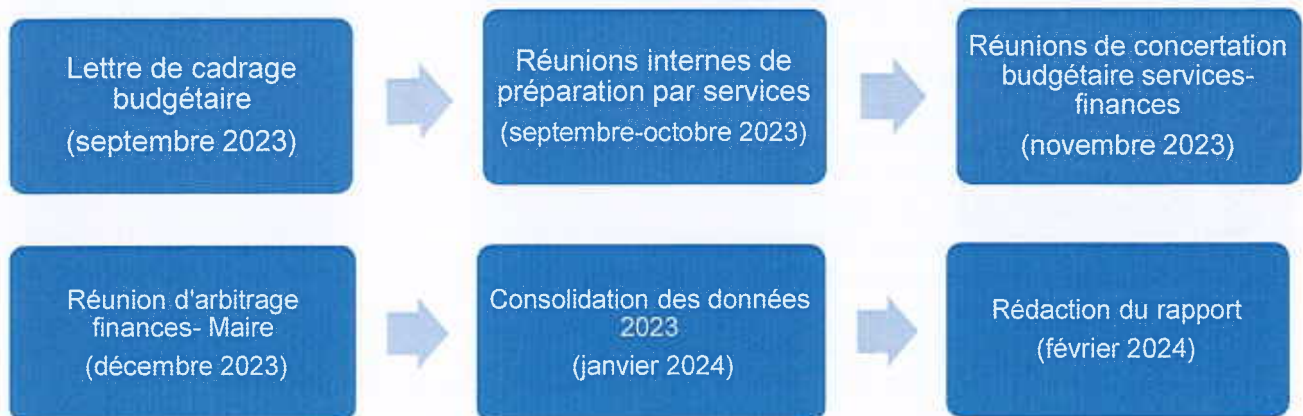 Lettre de cadrage
budgétaire
(septembre 2023)
Réunions internes de
préparation par services
(septembre-octobre 2023)
Réunions de concertation
budgétaire services-
finances
(novembre 2023)
Réunion d'arbitrage
finances- Maire
(décembre 2023)
Consolidation des données
2023
(janvier 2024)
Rédaction du rapport
(février 2024)